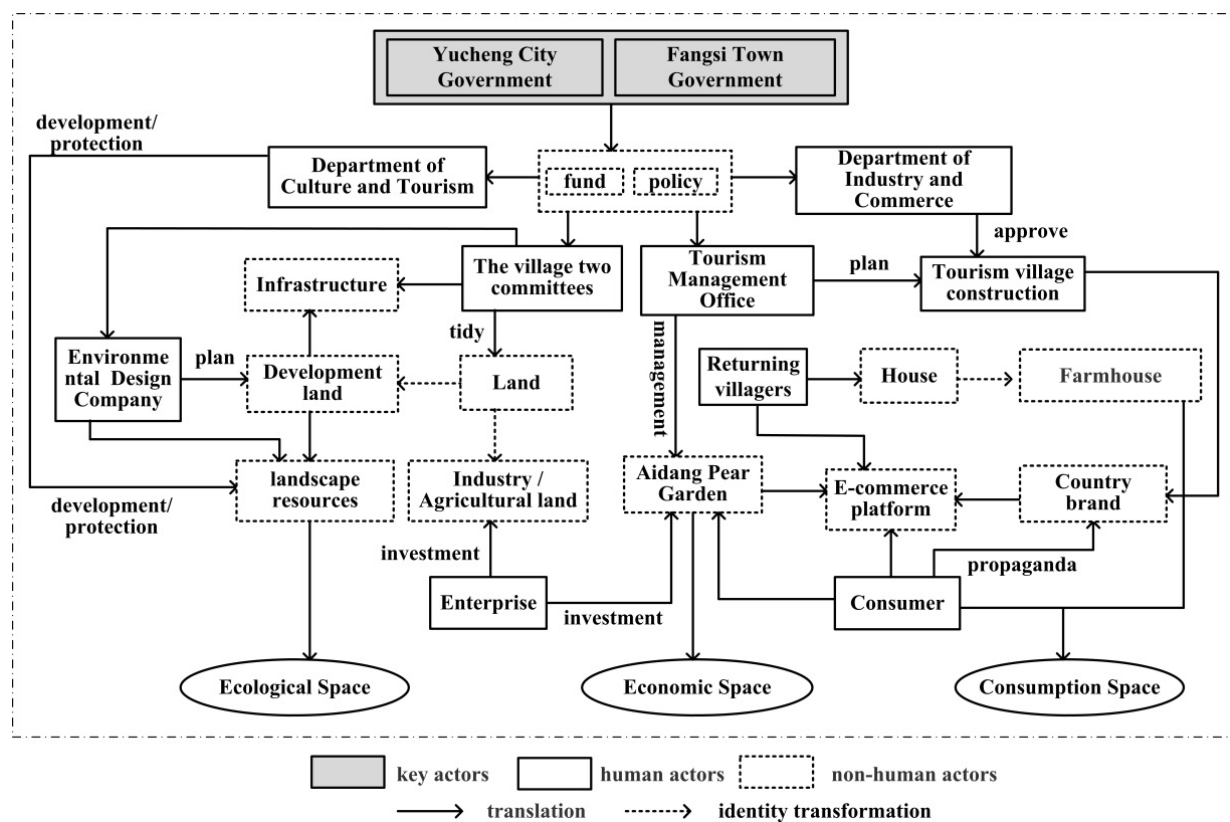 Yucheng City
Government
Fangsi Town
Government
development/
protection
Department of
Culture and Tourism
fund
policy
Department of
Industry and
Commerce
approve
Infrastructure
The village two
committees
Tourism
Management
Office
plan
Tourism village
construction
tidy
management
Environme
ntal Design
Company
plan
Development
land
Land
Returning
villagers
House
Farmhouse
landscape
resources
Industry /
Agricultural land
Aidang Pear
Garden
E-commerce
platform
Country
brand
development/
protection
investment
propaganda
Enterprise
investment
Consumer
Ecological Space
Economic Space
Consumption Space
key actors
human actors
non-human actors
translation
identity transformation